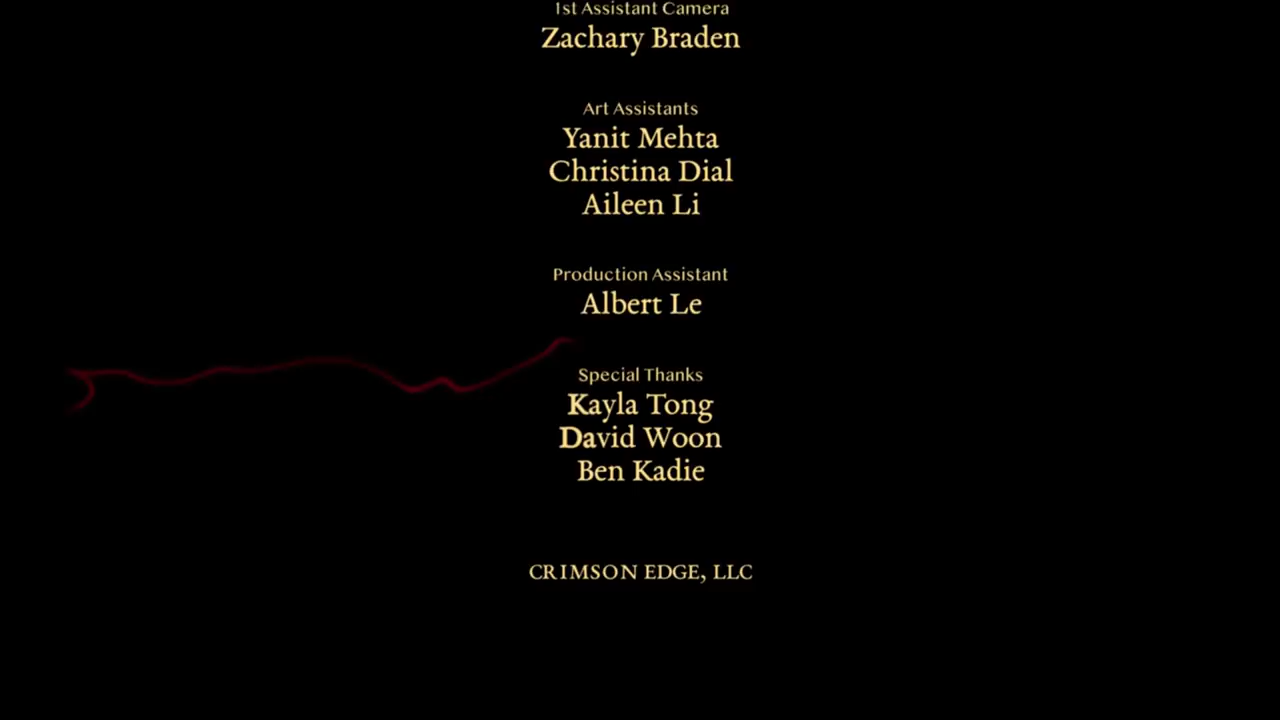 1st Assistant Camera
Zachary Braden
Art Assistants
Yanit Mehta
Christina Dial
Aileen Li
Production Assistant
Albert Le
Special Thanks
Kayla Tong
David Woon
Ben Kadie
CRIMSON EDGE, LLC